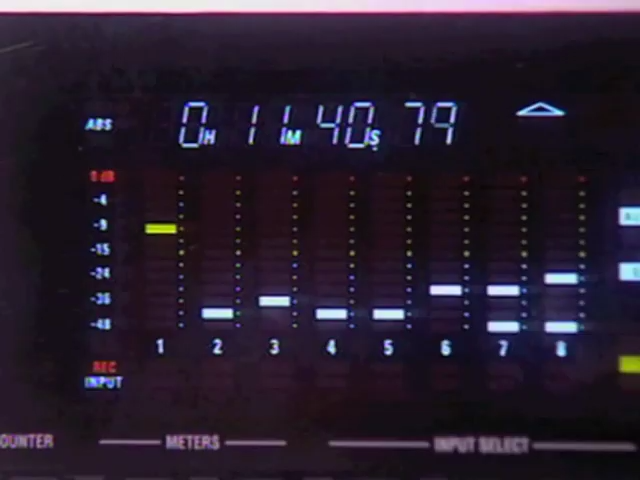 ABS 0H 11M 40S 79
0 dB
-4
-9
-15
-24
-36
-48
1 2 3 4 5 6 7 8
REC
INPUT
OUNTER METERS INPUT SELECT